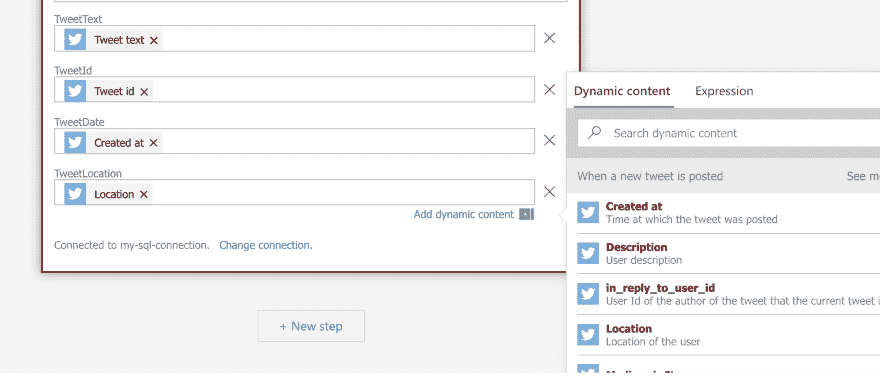 TweetText
Tweet text ×
TweetId
Tweet id ×
TweetDate
Created at ×
TweetLocation
Location ×
Add dynamic content
Connected to my-sql-connection. Change connection.
+ New step
Dynamic content Expression
Search dynamic content
When a new tweet is posted See
Created at
Time at which the tweet was posted
Description
User description
in_reply_to_user_id
User Id of the author of the tweet that the current tweet
Location
Location of the user